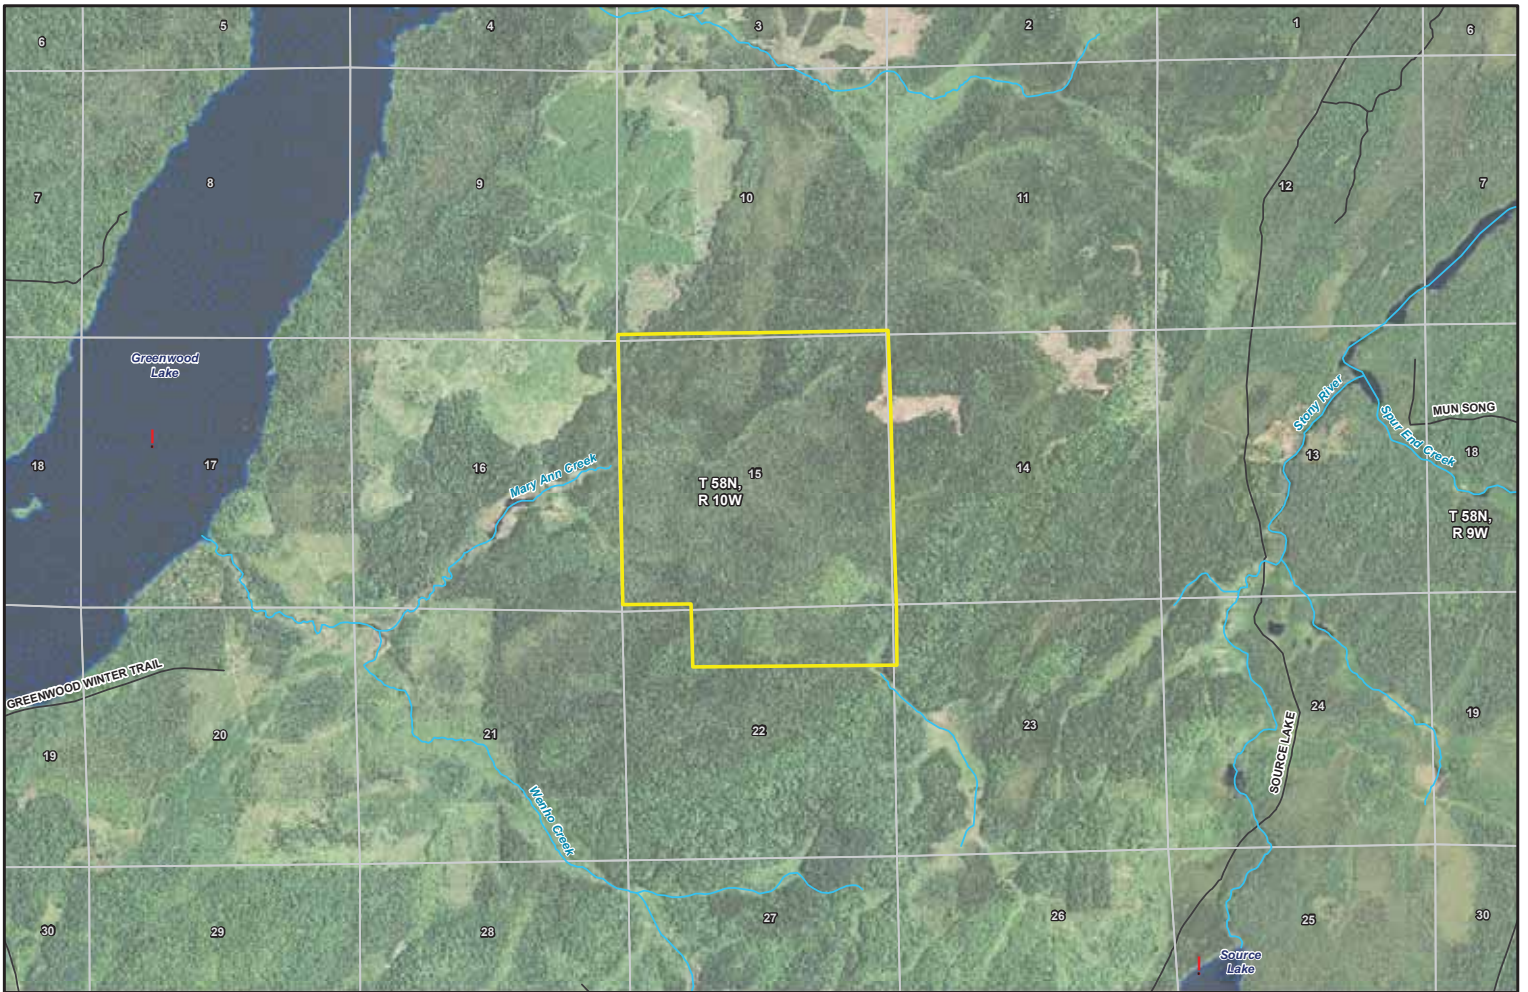 6
5
4
3
2
1
6
7
8
9
10
11
12
7
Greenwood
Lake
!
18
17
16
Mary Ann Creek
15
T 58N,
R 10W
14
Stony River
13
Spur End Creek
MUN SONG
18
T 58N,
R 9W
GREENWOOD WINTER TRAIL
19
20
21
22
23
24
19
SOURCE LAKE
Wenho Creek
30
29
28
27
26
25
30
!
Source
Lake